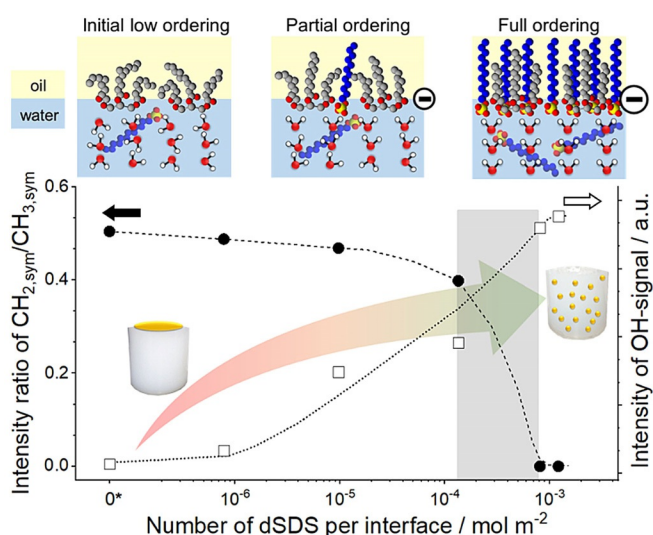 Initial low ordering
Partial ordering
Full ordering
oil
water
0.6
0.4
0.2
0.0
Intensity ratio of CH₂,sym/CH₃,sym
Intensity of OH-signal / a.u.
0*
10⁻⁶
10⁻⁵
10⁻⁴
10⁻³
Number of dSDS per interface / mol m⁻²